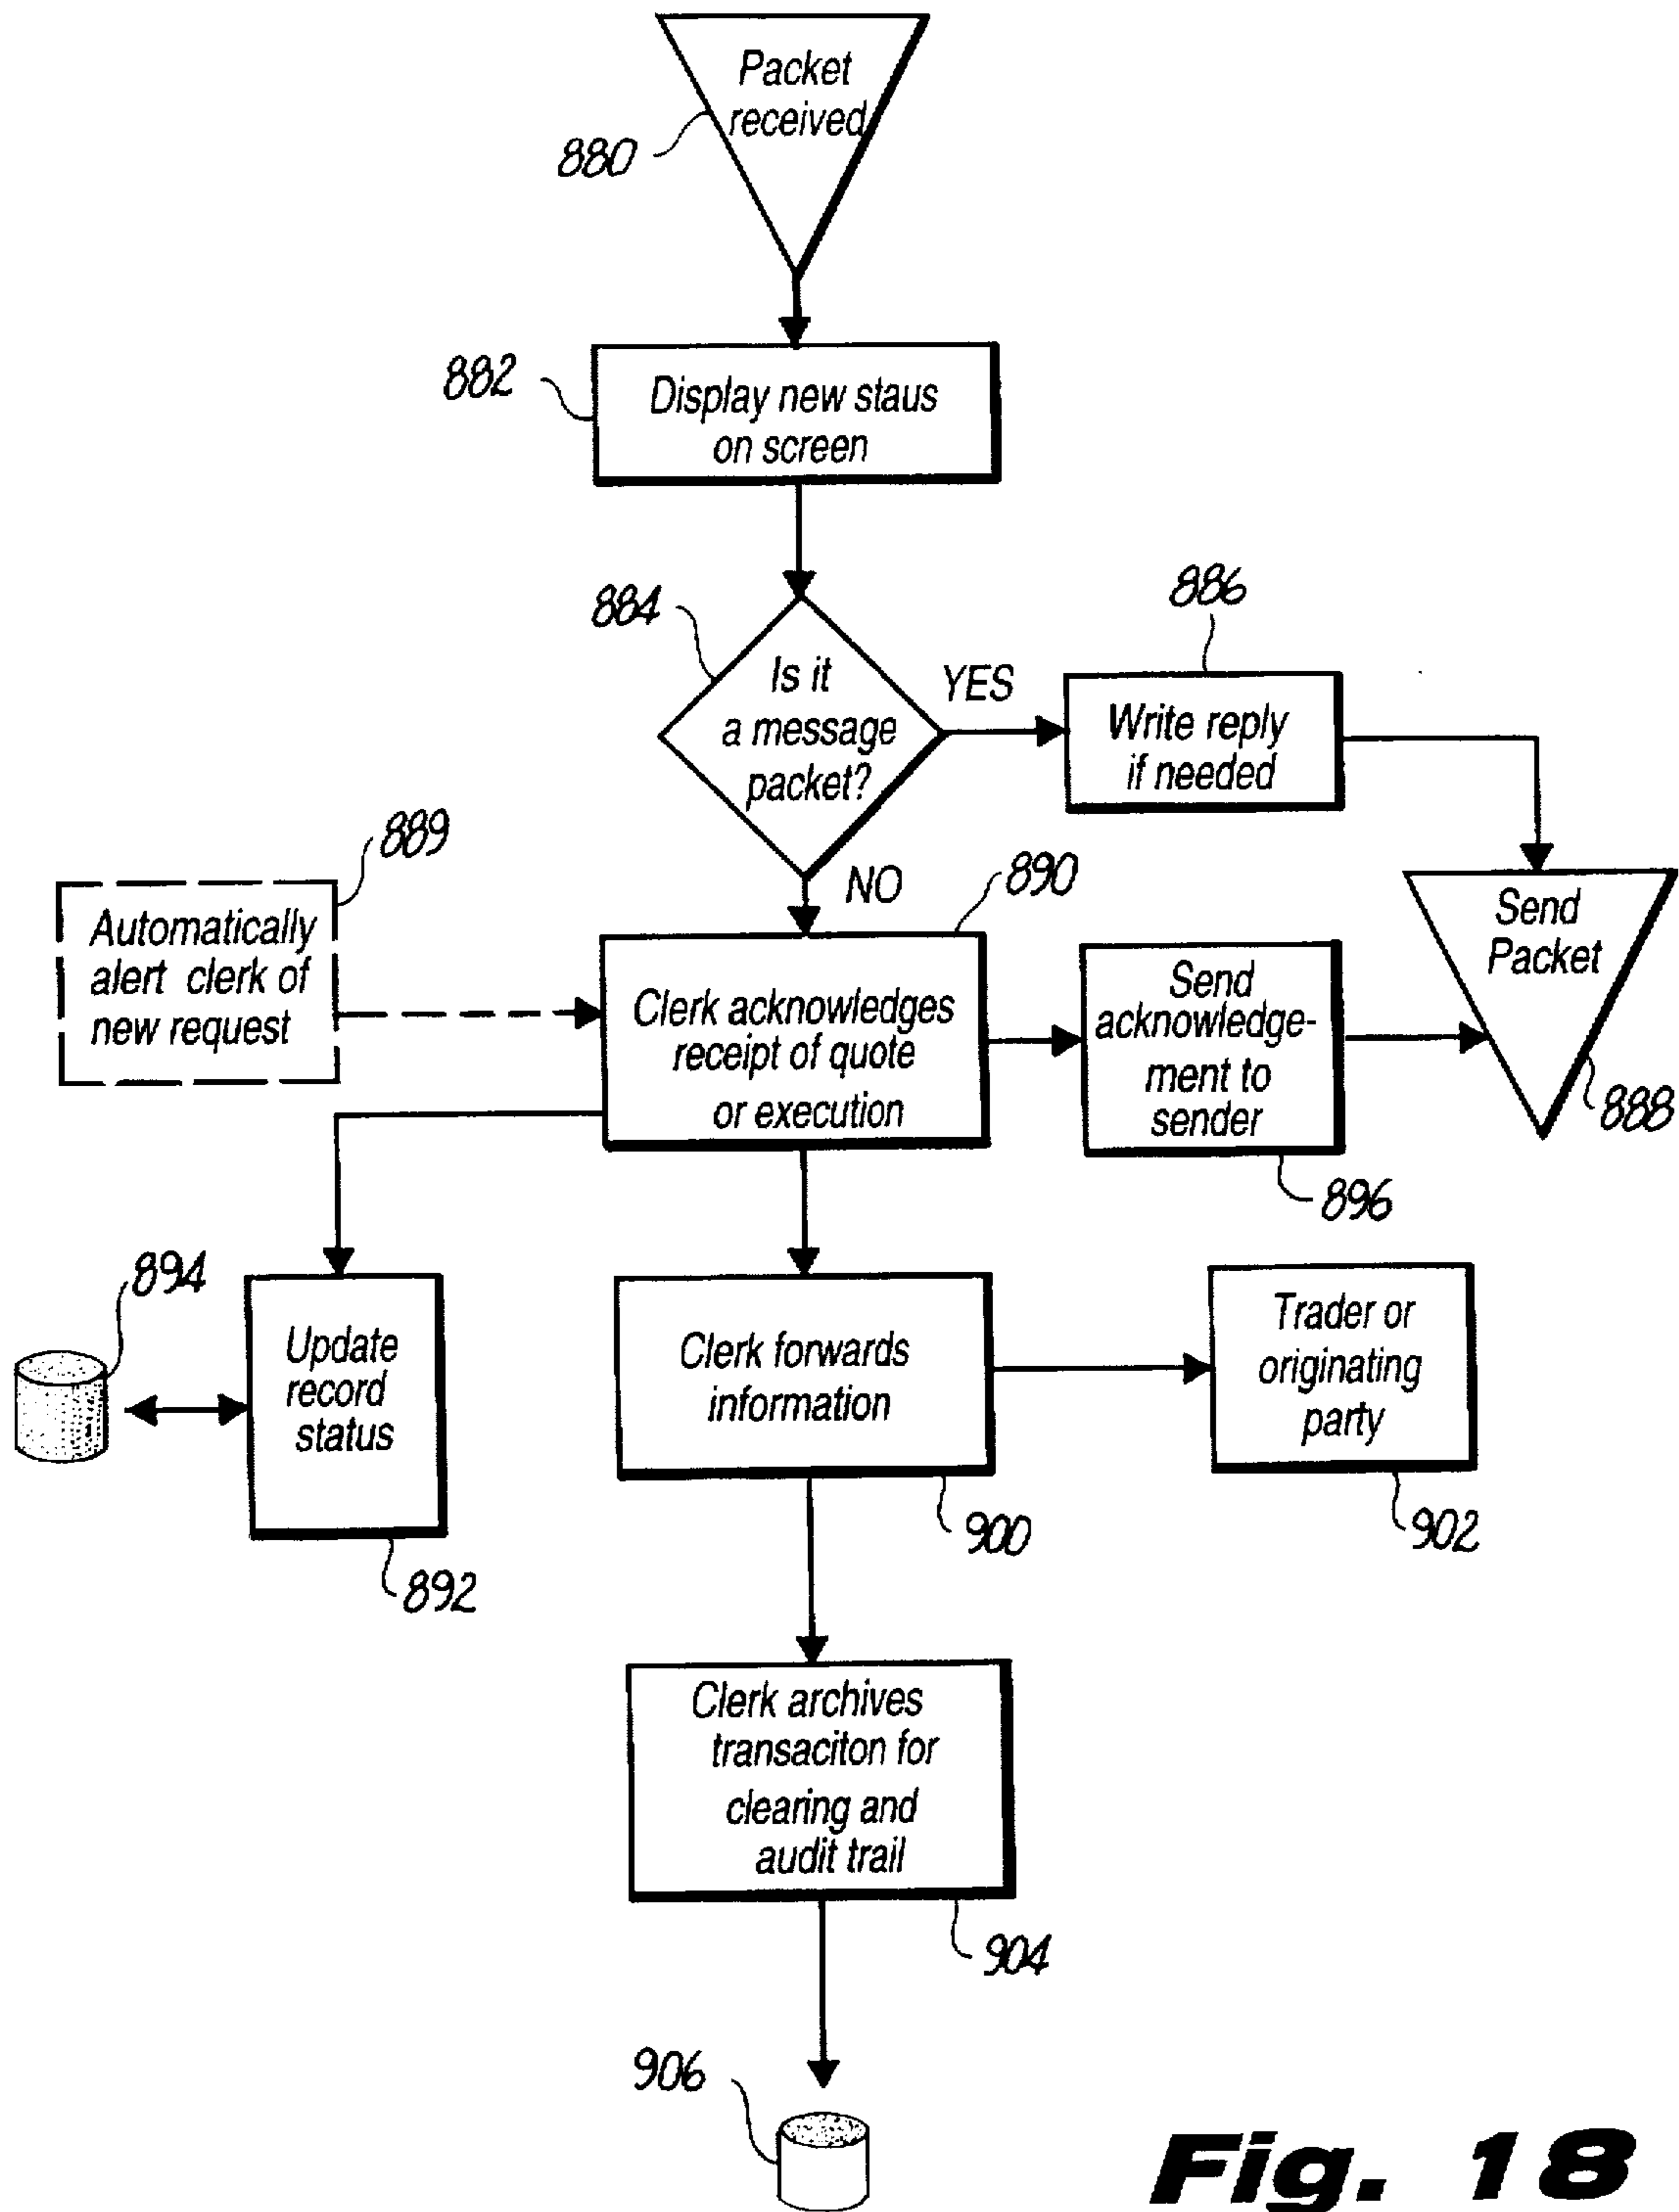 Packet
received
880
882
Display new staus
on screen
884
Is it
a message
packet?
YES
886
Write reply
if needed
889
Automatically
alert clerk of
new request
NO
890
Clerk acknowledges
receipt of quote
or execution
Send
acknowledge-
ment to
sender
896
Send
Packet
888
894
Update
record
status
892
Clerk forwards
information
900
Trader or
originating
party
902
Clerk archives
transaciton for
clearing and
audit trail
904
906
Fig. 18